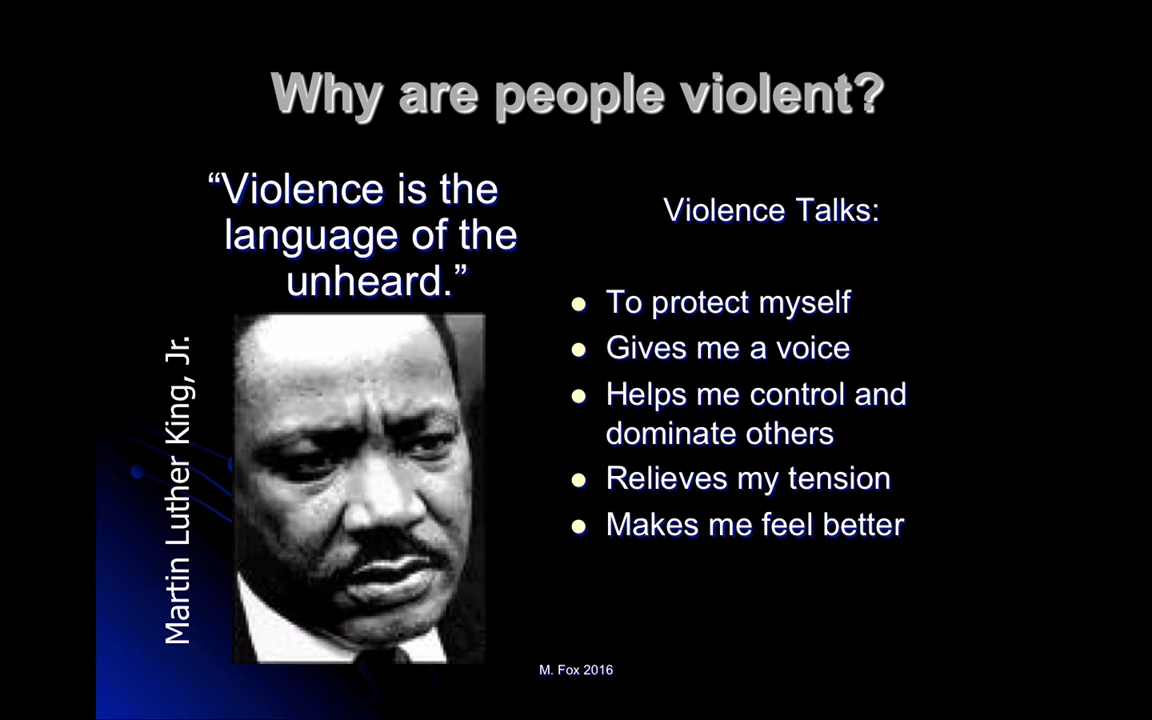 Why are people violent?
“Violence is the
language of the
unheard.”
Martin Luther King, Jr.
Violence Talks:
● To protect myself
● Gives me a voice
● Helps me control and
dominate others
● Relieves my tension
● Makes me feel better
M. Fox 2016